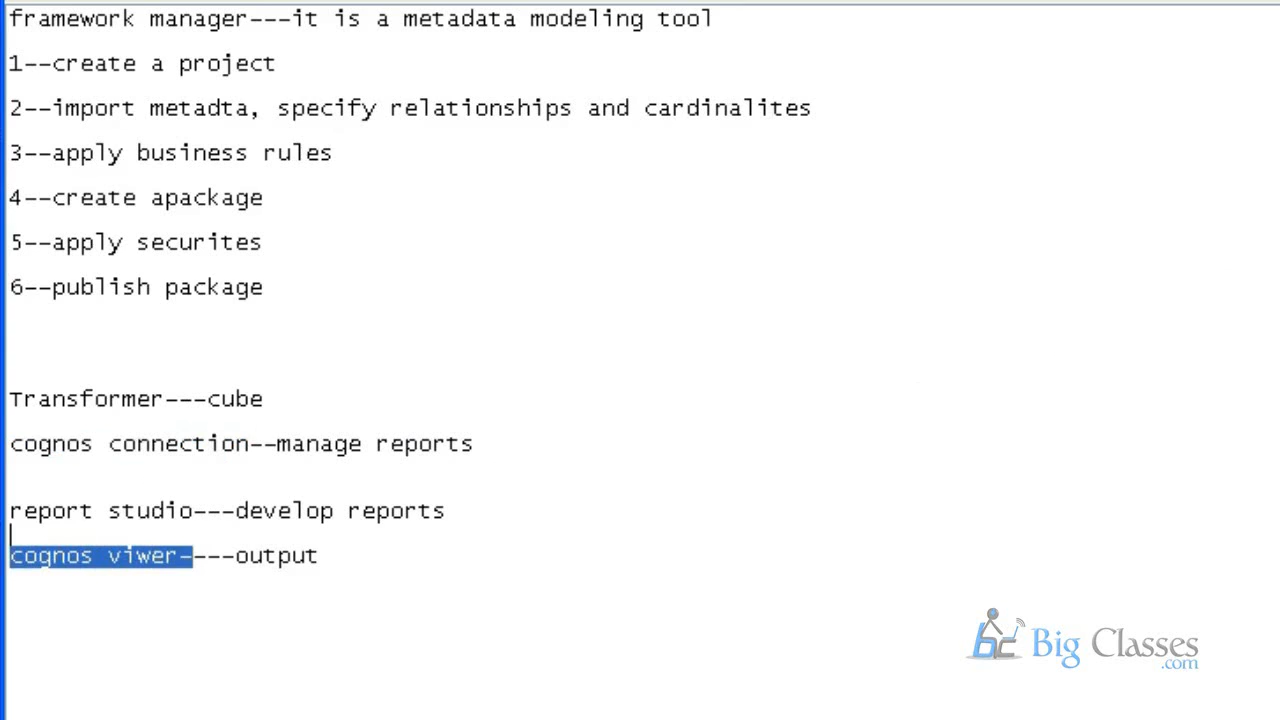 framework manager---it is a metadata modeling tool
1--create a project
2--import metadta, specify relationships and cardinalites
3--apply business rules
4--create apackage
5--apply securites
6--publish package
Transformer---cube
cognos connection--manage reports
report studio---develop reports
cognos viwer----output
bc Big Classes
.com